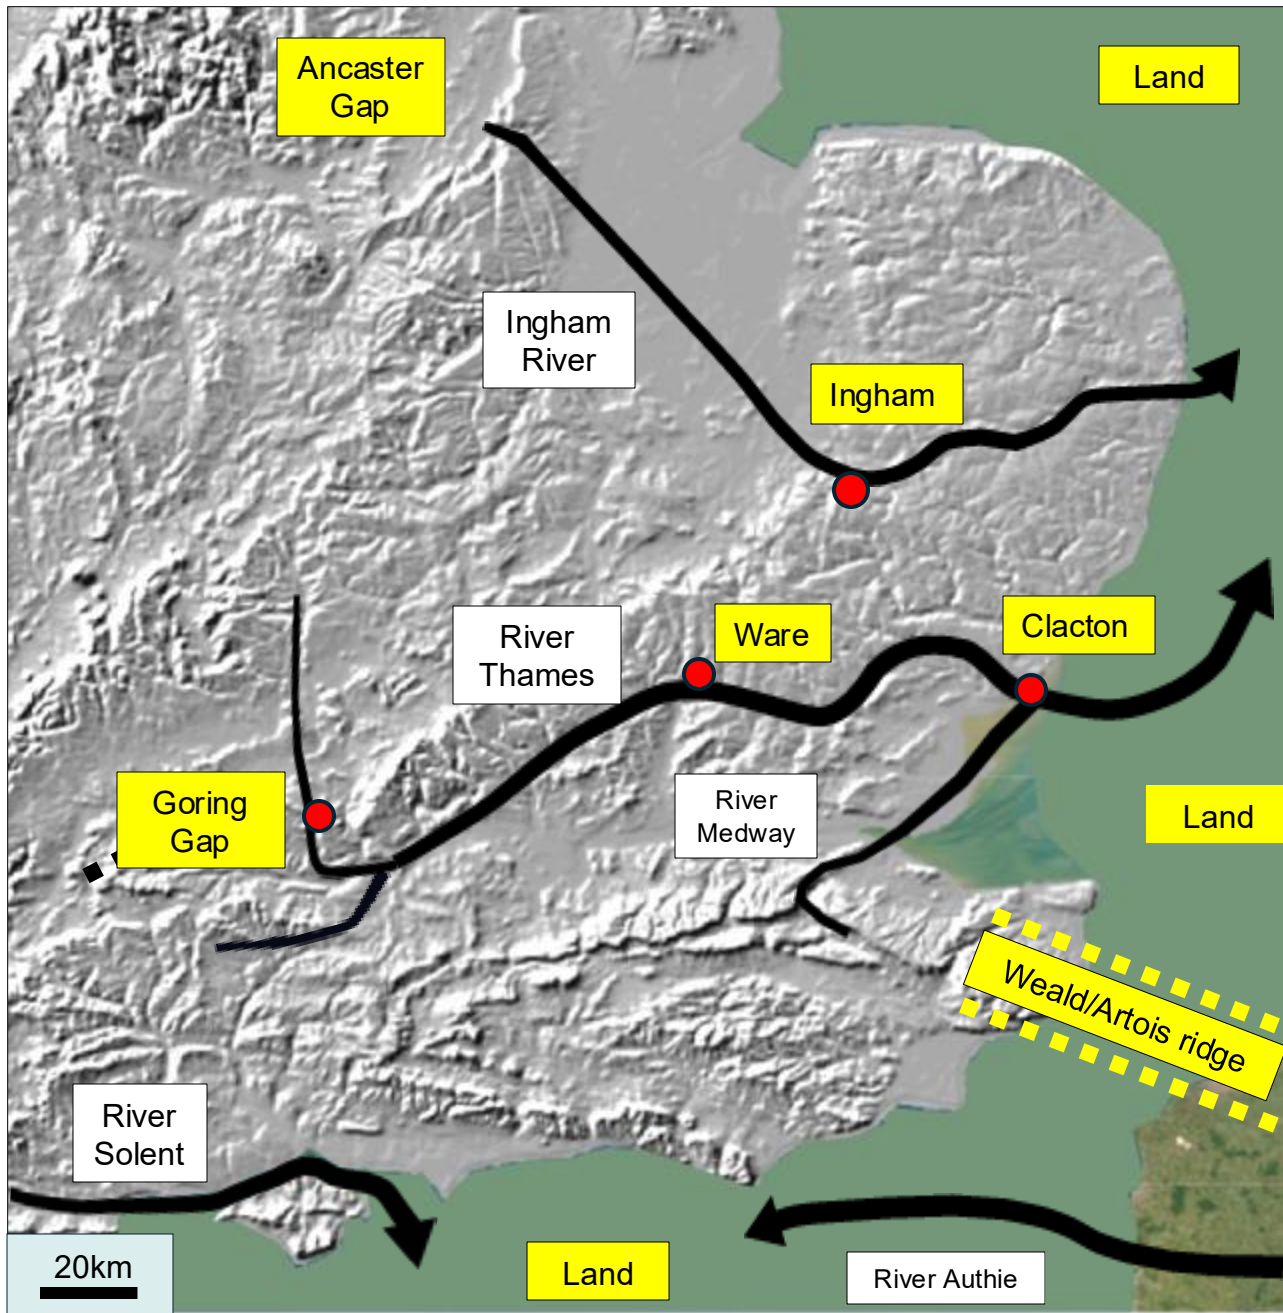 Ancaster
Gap
Land
Ingham
River
Ingham
River
Thames
Ware
Clacton
Goring
Gap
River
Medway
Land
Weald/Artois ridge
River
Solent
20km
Land
River Authie